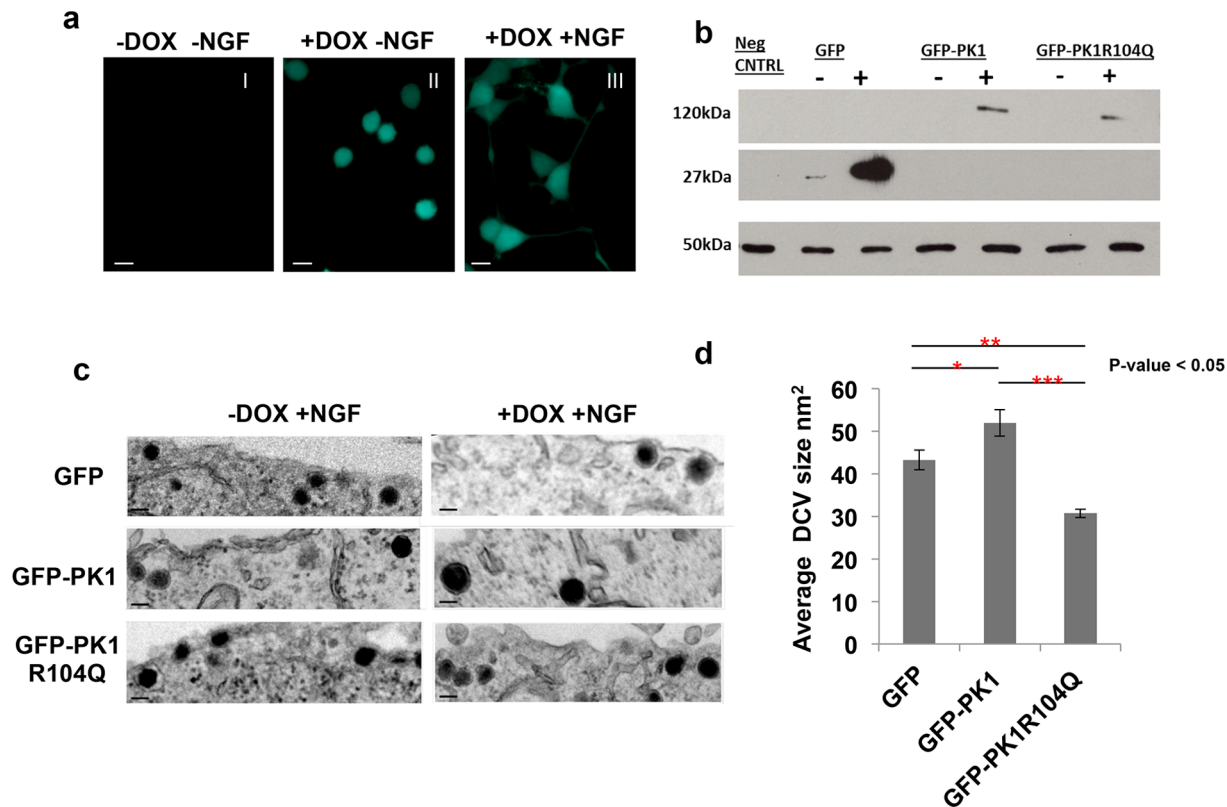 a
-DOX -NGF
+DOX -NGF
+DOX +NGF
I
II
III
b
Neg
CNTRL
GFP
GFP-PK1
GFP-PK1R104Q
- + - + - +
120kDa
27kDa
50kDa
c
-DOX +NGF
+DOX +NGF
GFP
GFP-PK1
GFP-PK1
R104Q
d
**
*
***
P-value < 0.05
Average DCV size nm²
60
50
40
30
20
10
0
GFP
GFP-PK1
GFP-PK1R104Q